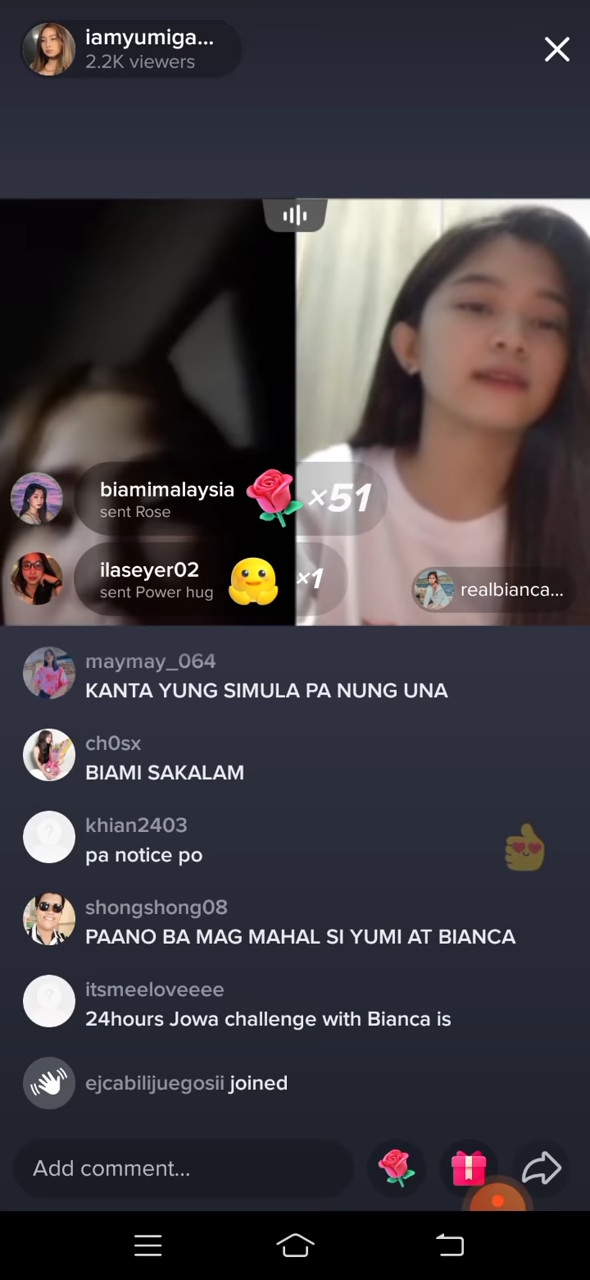 iamyumiga...
2.2K viewers
biamimalaysia
sent Rose
×51
ilaseyer02
sent Power hug
×1
realbianca...
maymay_064
KANTA YUNG SIMULA PA NUNG UNA
ch0sx
BIAMI SAKALAM
khian2403
pa notice po
shongshong08
PAANO BA MAG MAHAL SI YUMI AT BIANCA
itsmeeloveeee
24hours Jowa challenge with Bianca is
ejcabilijuegosii joined
Add comment...